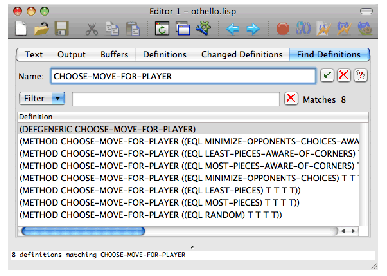 Editor 1 - othello.lisp
Text Output Buffers Definitions Changed Definitions Find Definitions
Name: CHOOSE-MOVE-FOR-PLAYER
Filter Matches 8
Definition
(DEFGENERIC CHOOSE-MOVE-FOR-PLAYER)
(METHOD CHOOSE-MOVE-FOR-PLAYER ((EQL MINIMIZE-OPPONENTS-CHOICES-AWA
(METHOD CHOOSE-MOVE-FOR-PLAYER ((EQL LEAST-PIECES-AWARE-OF-CORNERS) T
(METHOD CHOOSE-MOVE-FOR-PLAYER ((EQL MOST-PIECES-AWARE-OF-CORNERS) T
(METHOD CHOOSE-MOVE-FOR-PLAYER ((EQL MINIMIZE-OPPONENTS-CHOICES) T T T
(METHOD CHOOSE-MOVE-FOR-PLAYER ((EQL LEAST-PIECES) T T T T))
(METHOD CHOOSE-MOVE-FOR-PLAYER ((EQL MOST-PIECES) T T T T))
(METHOD CHOOSE-MOVE-FOR-PLAYER ((EQL RANDOM) T T T T))
8 definitions matching CHOOSE-MOVE-FOR-PLAYER